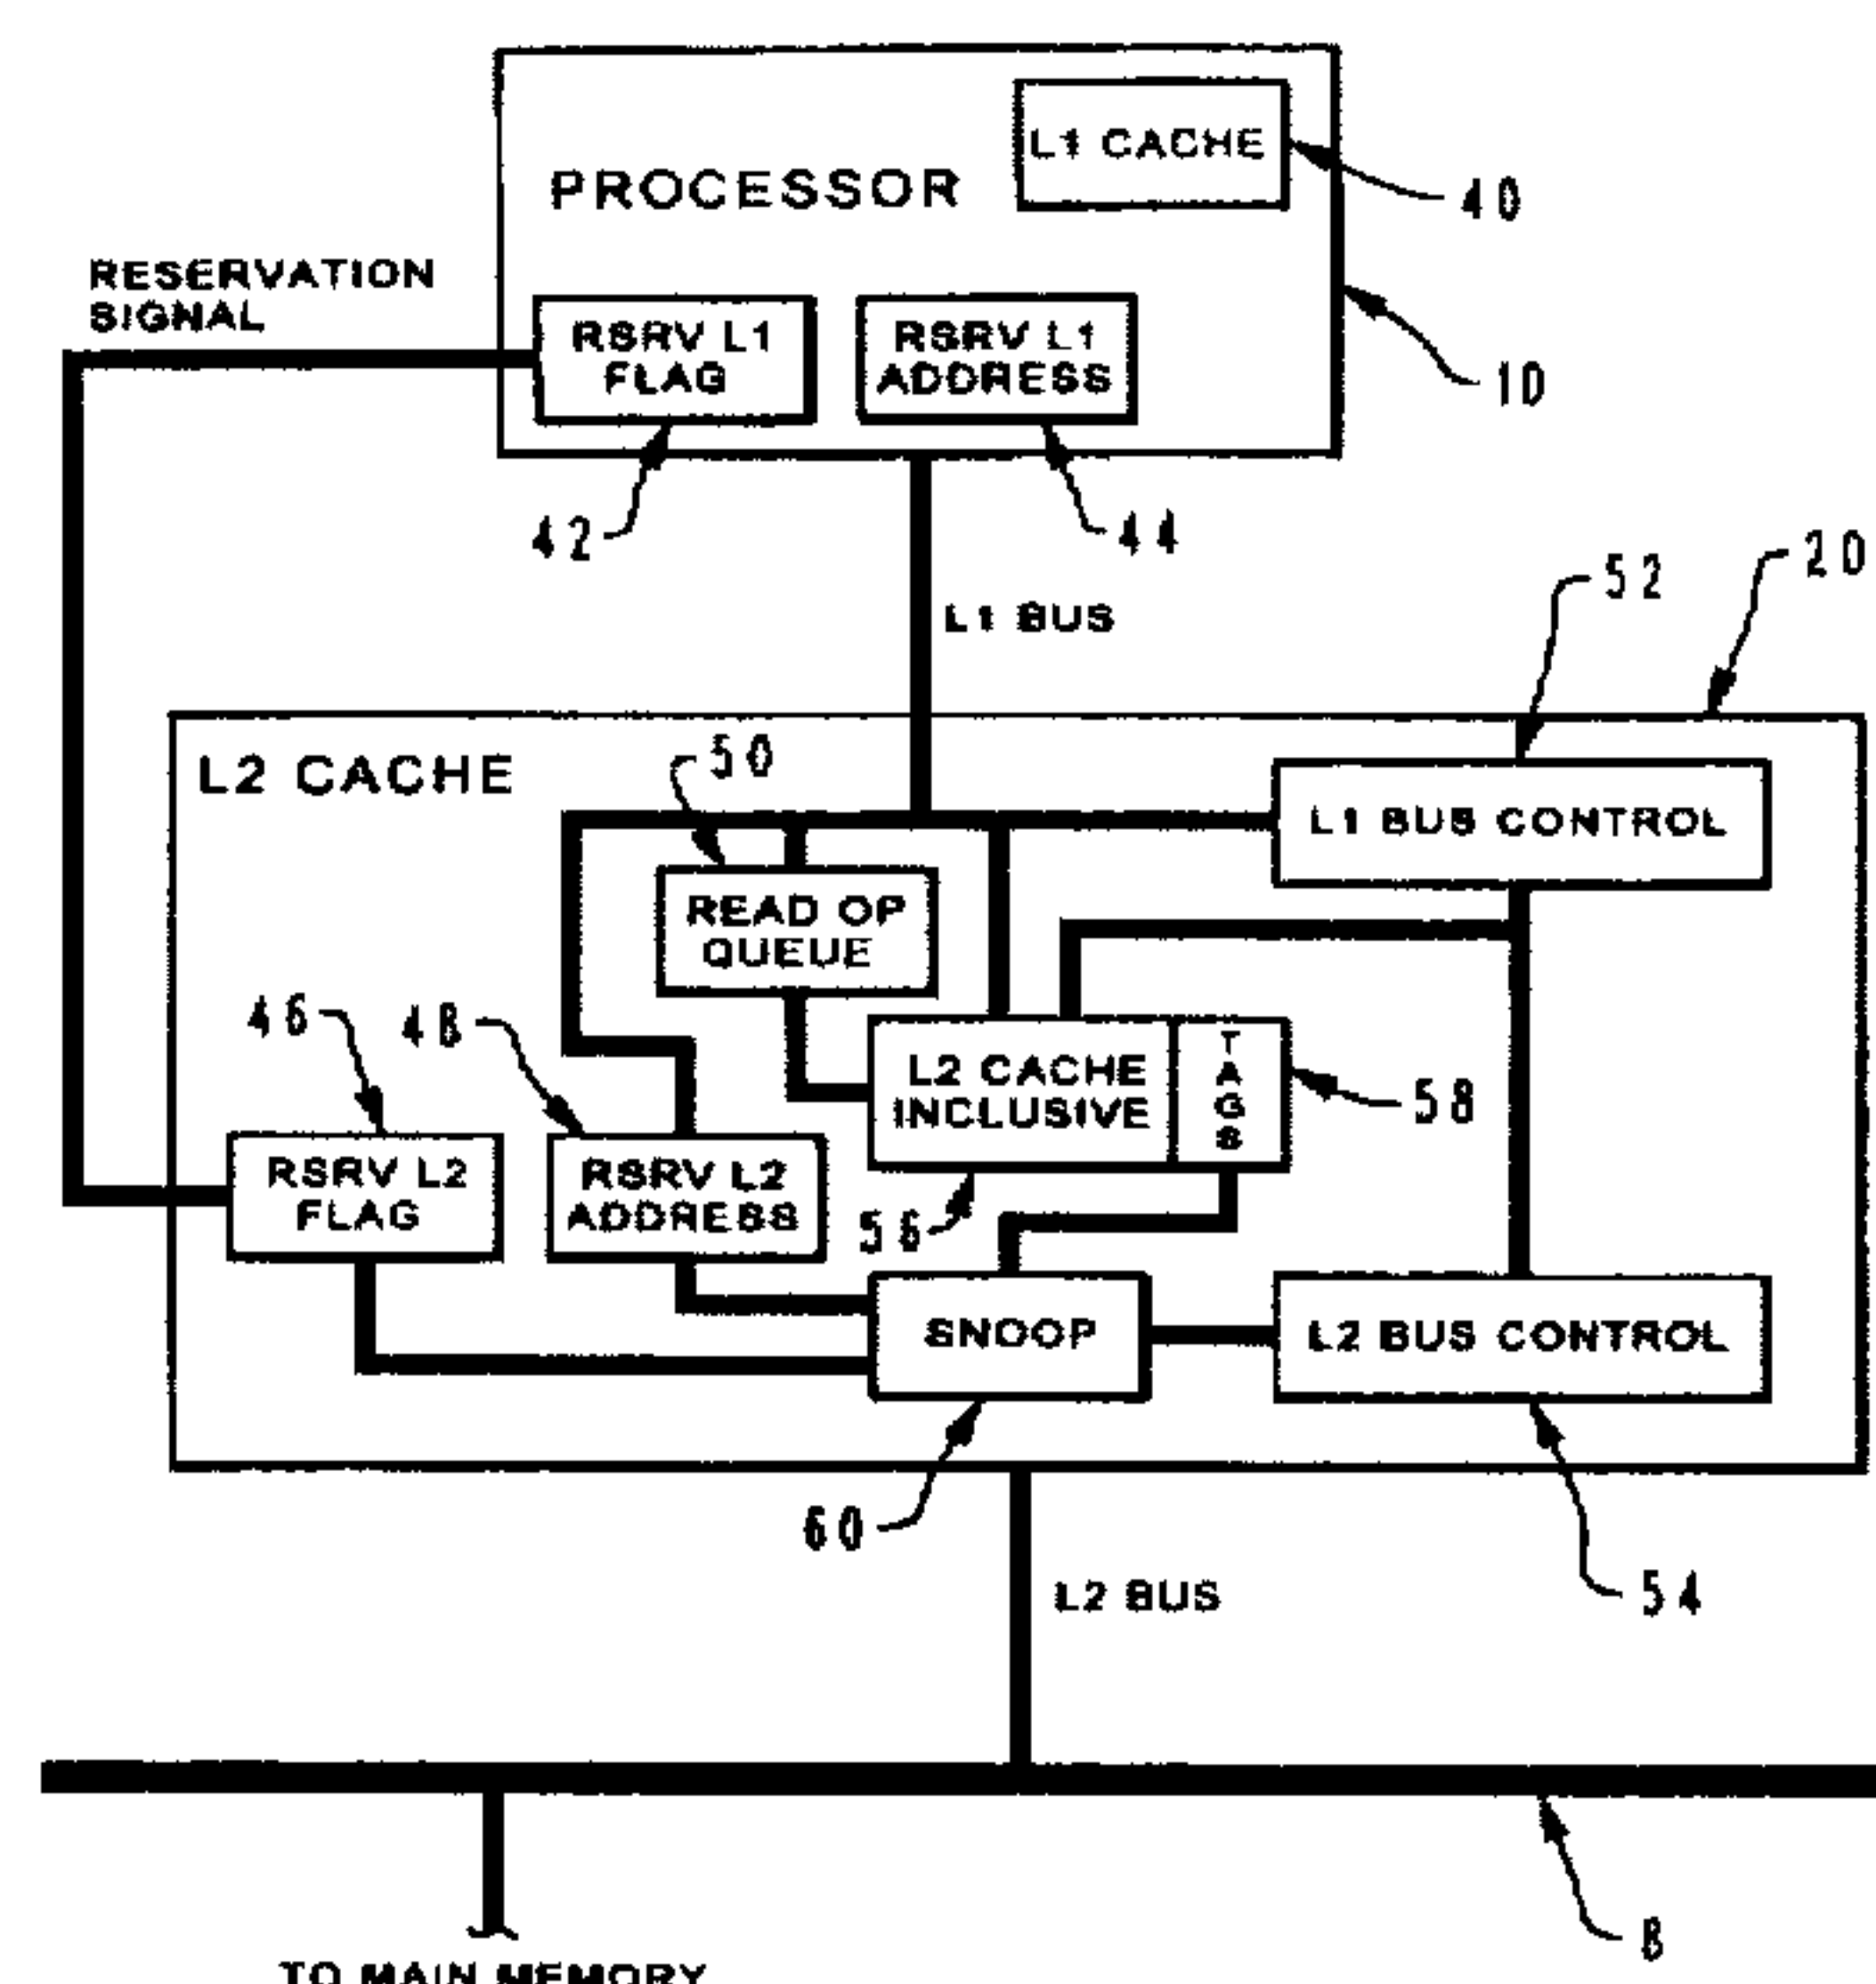 L1 CACHE
PROCESSOR
40
RESERVATION
SIGNAL
RSRV L1
FLAG
RSRV L1
ADDRESS
10
42
44
52
20
L1 BUS
L2 CACHE
50
L1 BUS CONTROL
READ OP
QUEUE
46
48
L2 CACHE
INCLUSIVE
TAGS
58
RSRV L2
FLAG
RSRV L2
ADDRESS
56
SNOOP
L2 BUS CONTROL
60
54
L2 BUS
8
TO MAIN MEMORY